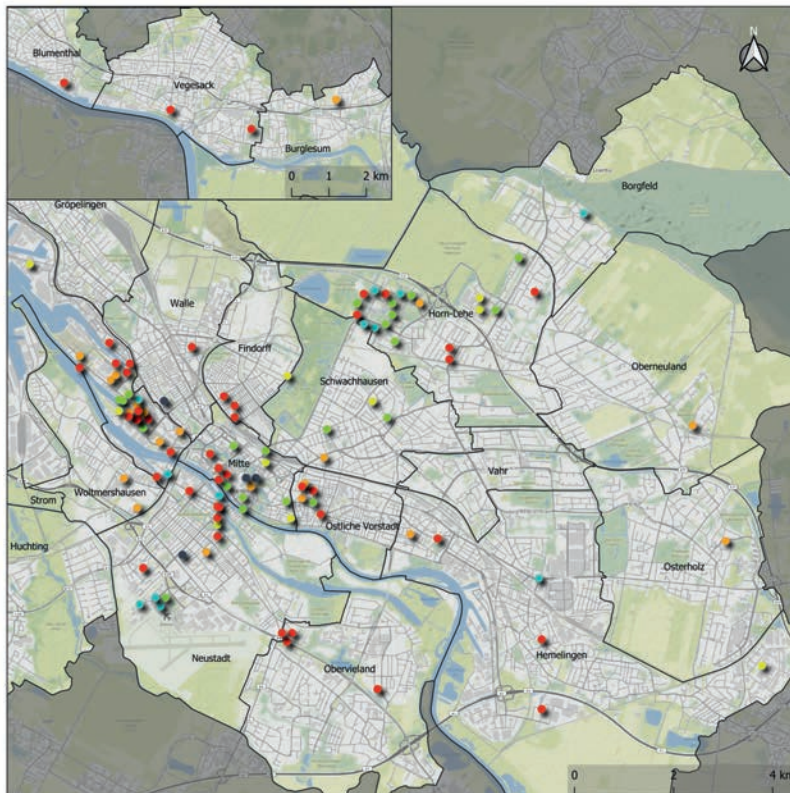 Blumenthal
Vegesack
Burglesum
0 1 2 km
N
Gröpelingen
Borgfeld
Walle
Horn-Lehe
Findorff
Oberneuland
Schwachhausen
Mitte
Vahr
Woltmershausen
Strom
Östliche Vorstadt
Huchting
Osterholz
Hemelingen
Neustadt
Obervieland
0 2 4 km